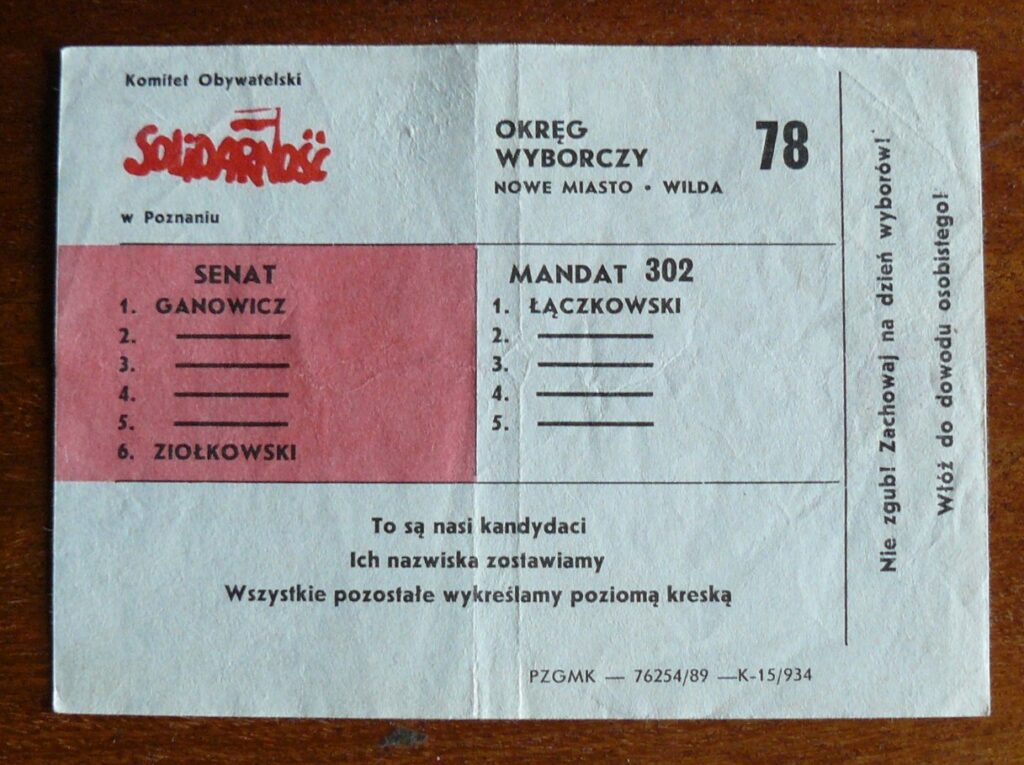 Komitet Obywatelski
SOLIDARNOŚĆ
w Poznaniu
OKRĘG
WYBORCZY
78
NOWE MIASTO • WILDA
SENAT
1. GANOWICZ
2.
3.
4.
5.
6. ZIOŁKOWSKI
MANDAT 302
1. ŁĄCZKOWSKI
2.
3.
4.
5.
To są nasi kandydaci
Ich nazwiska zostawiamy
Wszystkie pozostałe wykreślamy poziomą kreską
PZGMK — 76254/89 —K-15/934
Nie zgub! Zachowaj na dzień wyborów!
Włóż do dowodu osobistego!